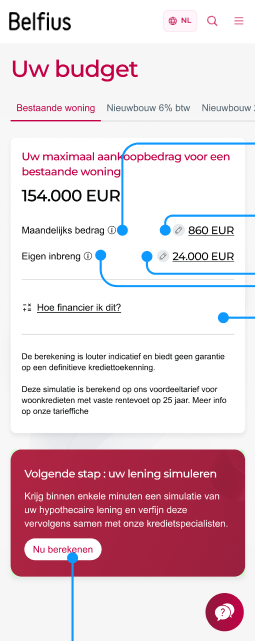 Belfius
NL
Uw budget
Bestaande woning Nieuwbouw 6% btw Nieuwbouw
Uw maximaal aankoopbedrag voor een
bestaande woning
154.000 EUR
Maandelijks bedrag 860 EUR
Eigen inbreng 24.000 EUR
Hoe financier ik dit?
De berekening is louter indicatief en biedt geen garantie
op een definitieve krediettoekenning.
Deze simulatie is berekend op ons voordeeltarief voor
woonkredieten met vaste rentevoet op 25 jaar. Meer info
op onze tarieffiche
Volgende stap : uw lening simuleren
Krijg binnen enkele minuten een simulatie van
uw hypothecaire lening en verfijn deze
vervolgens samen met onze kredietspecialisten.
Nu berekenen